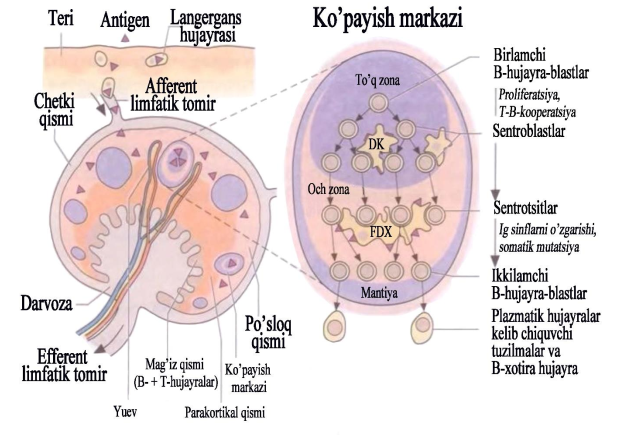 Teri
Antigen
Langergans
hujayrasi
Afferent
limfatik tomir
Chetki
qismi
Darvoza
Efferent
limfatik tomir
Mag'iz qismi
(B- + T-hujayralar)
Yuev
Parakortikal qismi
Ko'payish
markazi
Po'sloq
qismi
Ko'payish markazi
To'q zona
DK
Och zona
FDX
Mantiya
Birlamchi
B-hujayra-blastlar
Proliferatsiya,
T-B-kooperatsiya
Sentroblastlar
Sentrotsitlar
Ig sinflarni o'zgarishi,
somatik mutatsiya
Ikkilamchi
B-hujayra-blastlar
Plazmatik hujayralar
kelib chiquvchi
tuzilmalar va
B-xotira hujayra